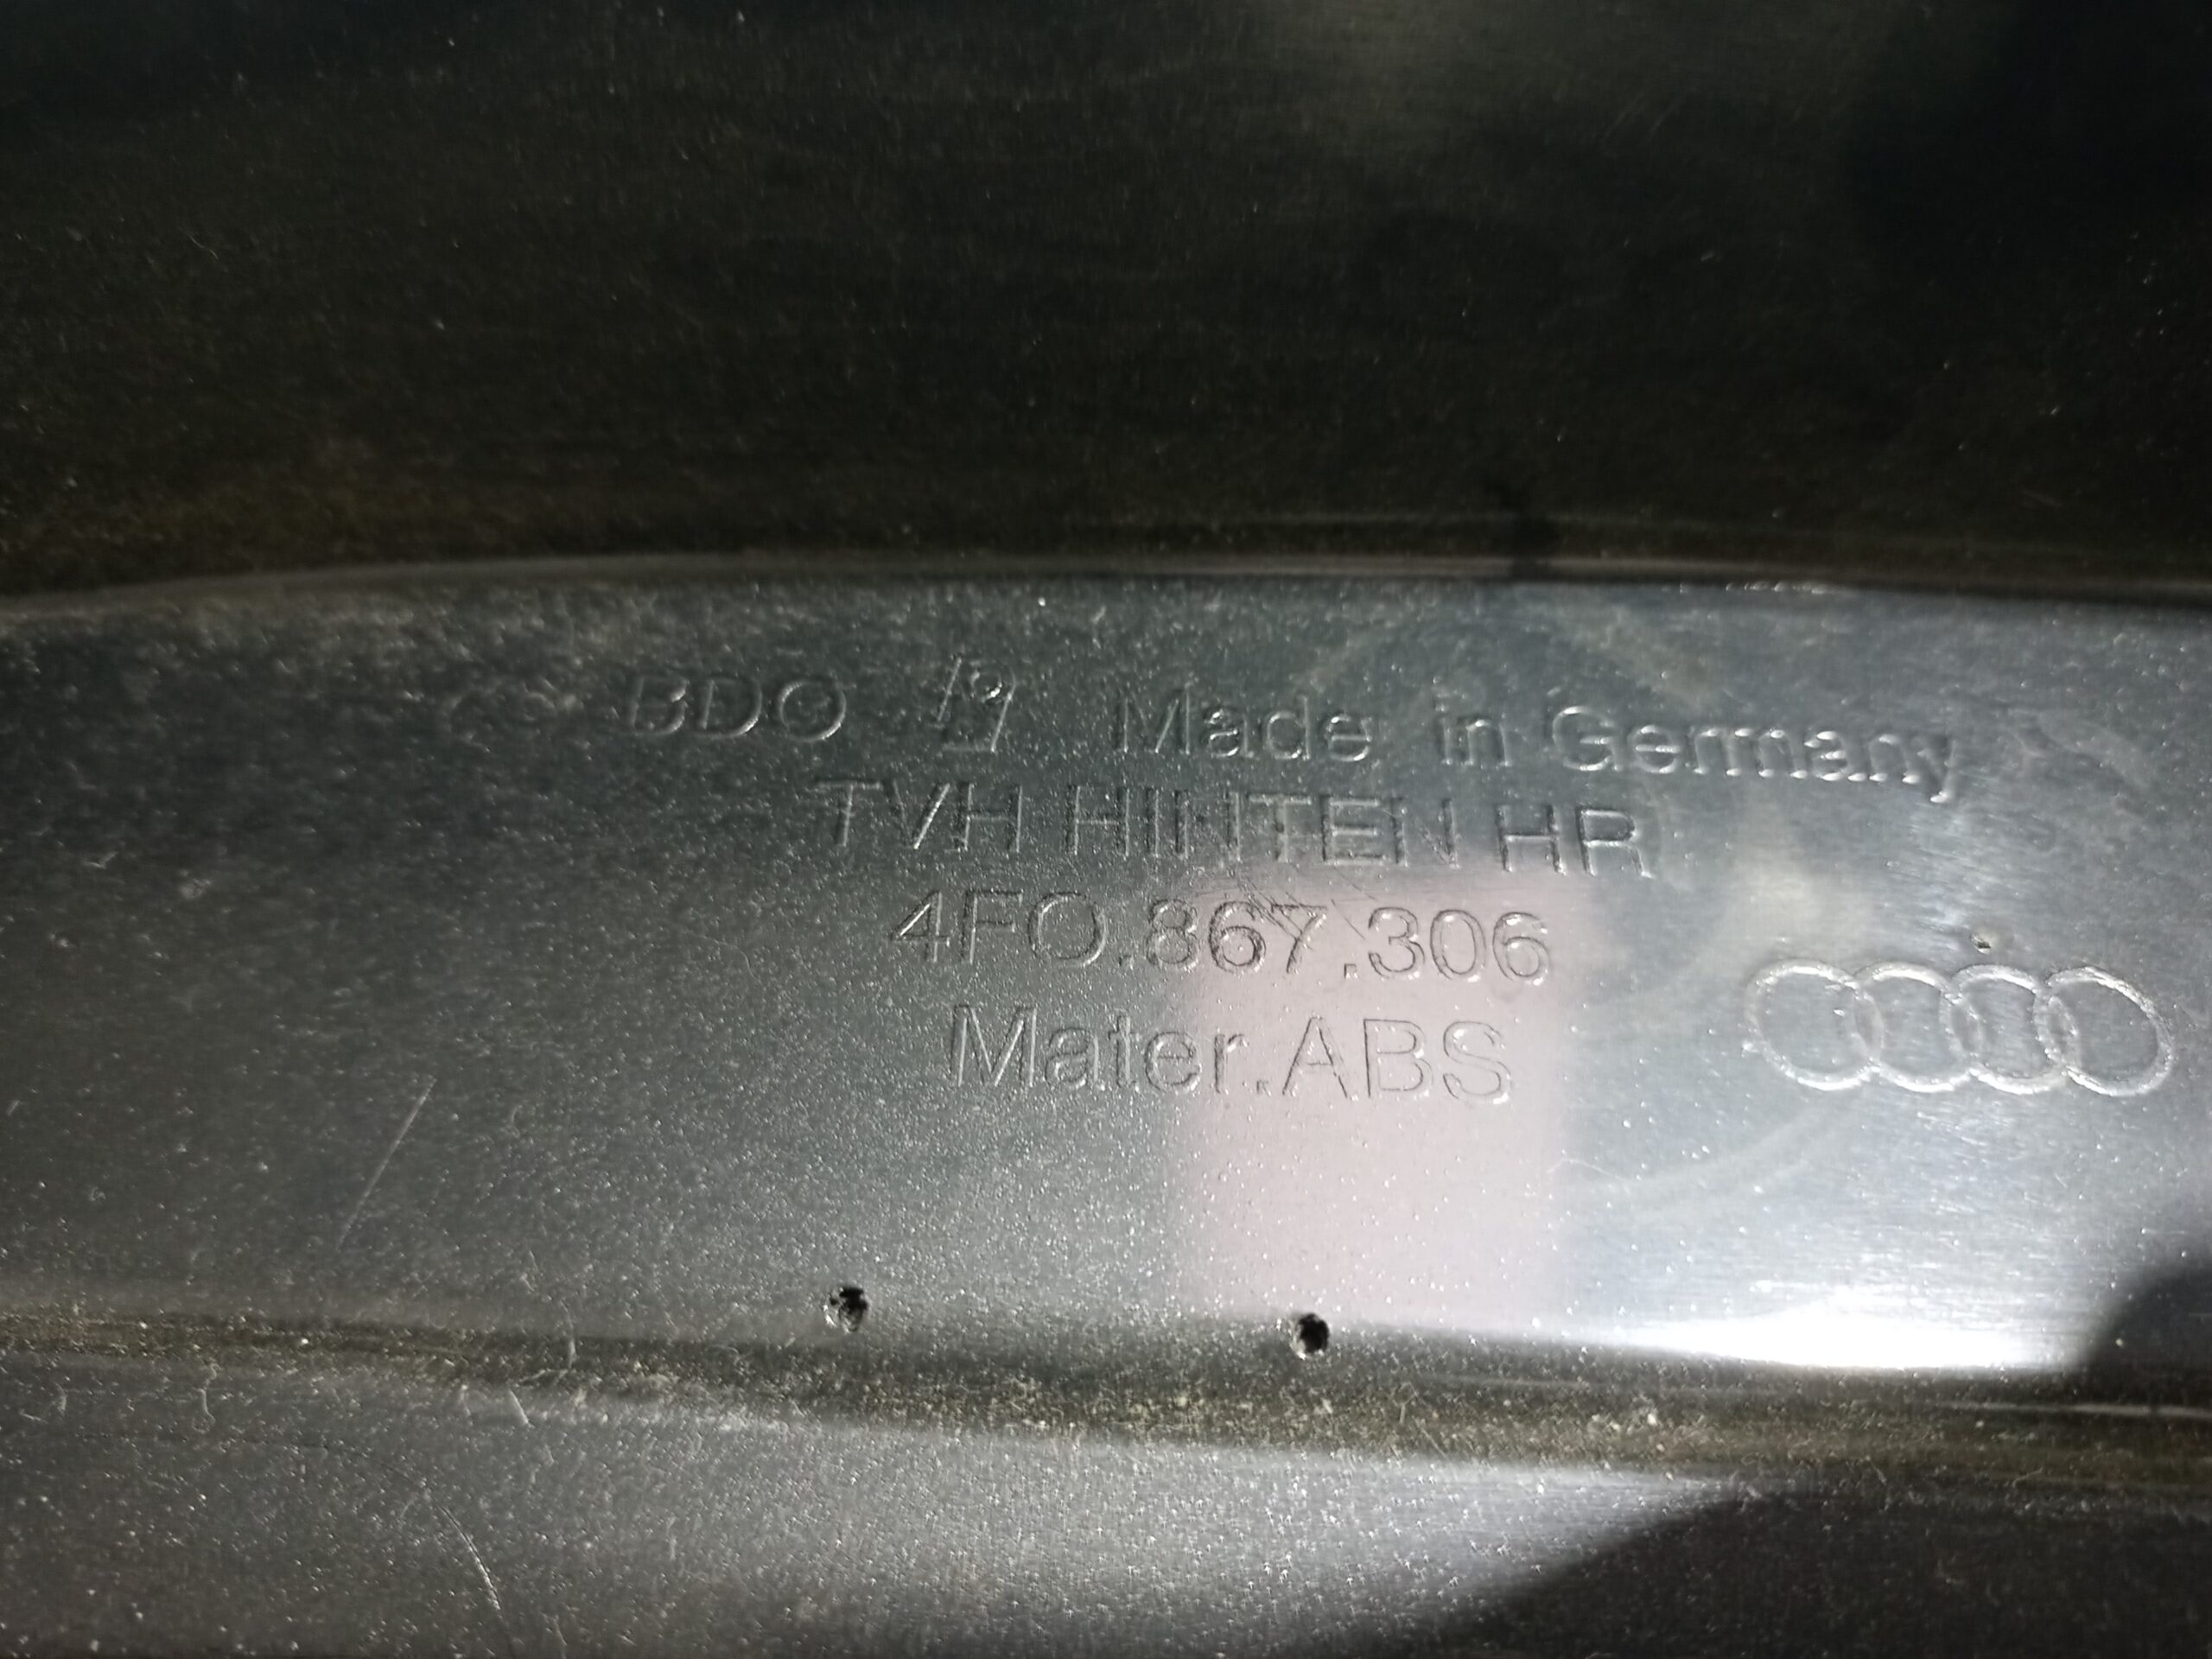 BDO Made in Germany
TVH HINTEN HR
4F0.867.306
Mater.ABS